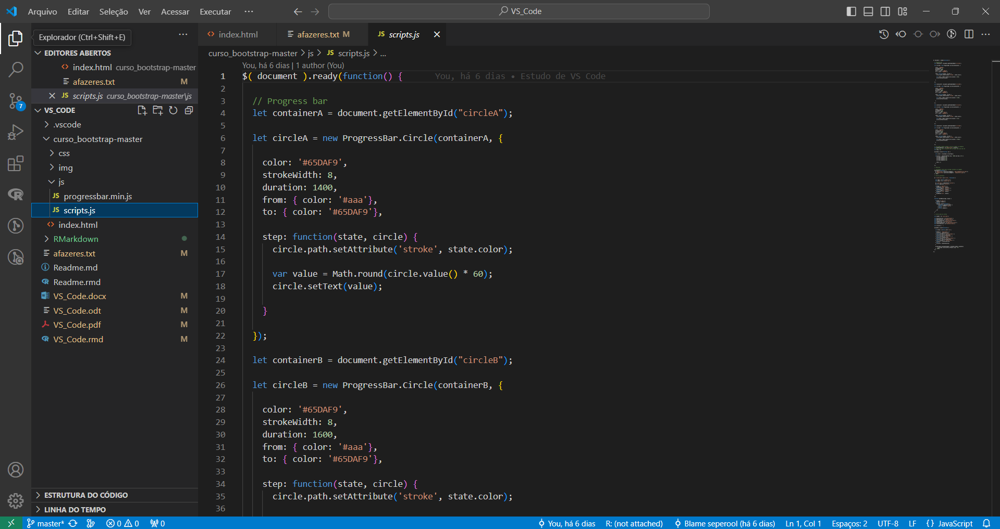 Arquivo Editar Seleção Ver Acessar Executar ...
VS_Code
Explorador (Ctrl+Shift+E)
EDITORES ABERTOS
index.html curso_bootstrap-master
afazeres.txt M
JS scripts.js curso_bootstrap-master\js
7
VS_CODE
.vscode
curso_bootstrap-master
css
img
js
JS progressbar.min.js
JS scripts.js
index.html
RMarkdown
afazeres.txt M
Readme.md
Readme.rmd
VS_Code.docx M
VS_Code.odt M
VS_Code.pdf M
VS_Code.rmd M
ESTRUTURA DO CÓDIGO
LINHA DO TEMPO
index.html afazeres.txt M JS scripts.js
curso_bootstrap-master > js > JS scripts.js > ...
You, há 6 dias | 1 author (You)
1 $( document ).ready(function() { You, há 6 dias • Estudo de VS Code
2
3 // Progress bar
4 let containerA = document.getElementById("circleA");
5
6 let circleA = new ProgressBar.Circle(containerA, {
7
8 color: '#65DAF9',
9 strokeWidth: 8,
10 duration: 1400,
11 from: { color: '#aaa'},
12 to: { color: '#65DAF9'},
13
14 step: function(state, circle) {
15 circle.path.setAttribute('stroke', state.color);
16
17 var value = Math.round(circle.value() * 60);
18 circle.setText(value);
19
20 }
21
22 });
23
24 let containerB = document.getElementById("circleB");
25
26 let circleB = new ProgressBar.Circle(containerB, {
27
28 color: '#65DAF9',
29 strokeWidth: 8,
30 duration: 1600,
31 from: { color: '#aaa'},
32 to: { color: '#65DAF9'},
33
34 step: function(state, circle) {
35 circle.path.setAttribute('stroke', state.color);
36
master* 0 0 0 You, há 6 dias R: (not attached) Blame seperool (há 6 dias) Ln 1, Col 1 Espaços: 2 UTF-8 LF {} JavaScript